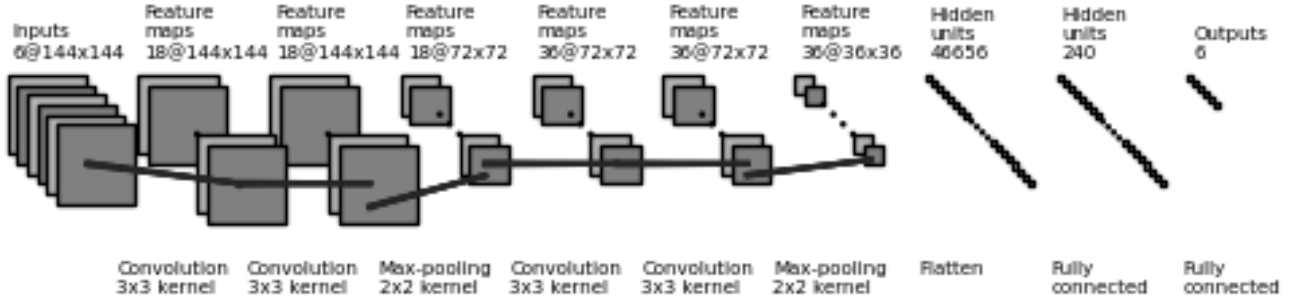 Inputs
6@144x144
Feature
maps
18@144x144
Feature
maps
18@144x144
Feature
maps
18@72x72
Feature
maps
36@72x72
Feature
maps
36@72x72
Feature
maps
36@36x36
Hidden
units
46656
Hidden
units
240
Outputs
6
Convolution
3x3 kernel
Convolution
3x3 kernel
Max-pooling
2x2 kernel
Convolution
3x3 kernel
Convolution
3x3 kernel
Max-pooling
2x2 kernel
Flatten
Fully
connected
Fully
connected